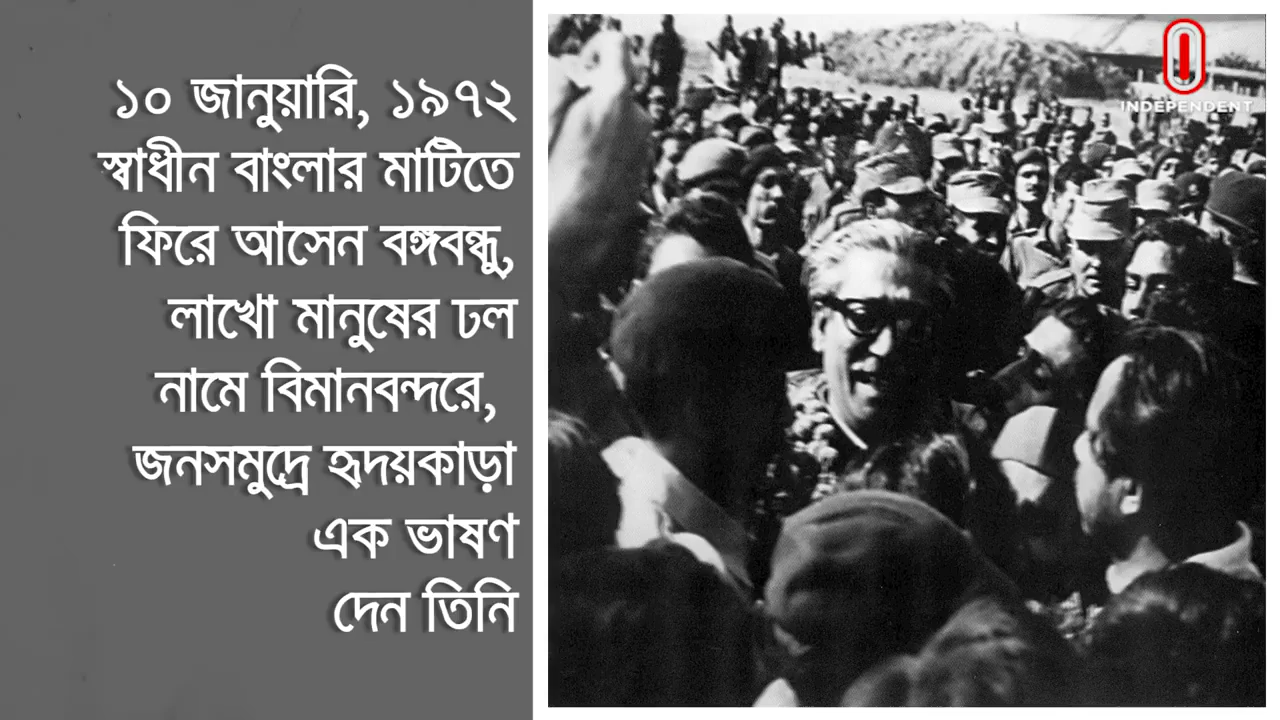 ১০ জানুয়ারি, ১৯৭২
স্বাধীন বাংলার মাটিতে
ফিরে আসেন বঙ্গবন্ধু,
লাখো মানুষের ঢল
নামে বিমানবন্দরে,
জনসমুদ্রে হৃদয়কাড়া
এক ভাষণ
দেন তিনি
INDEPENDENT